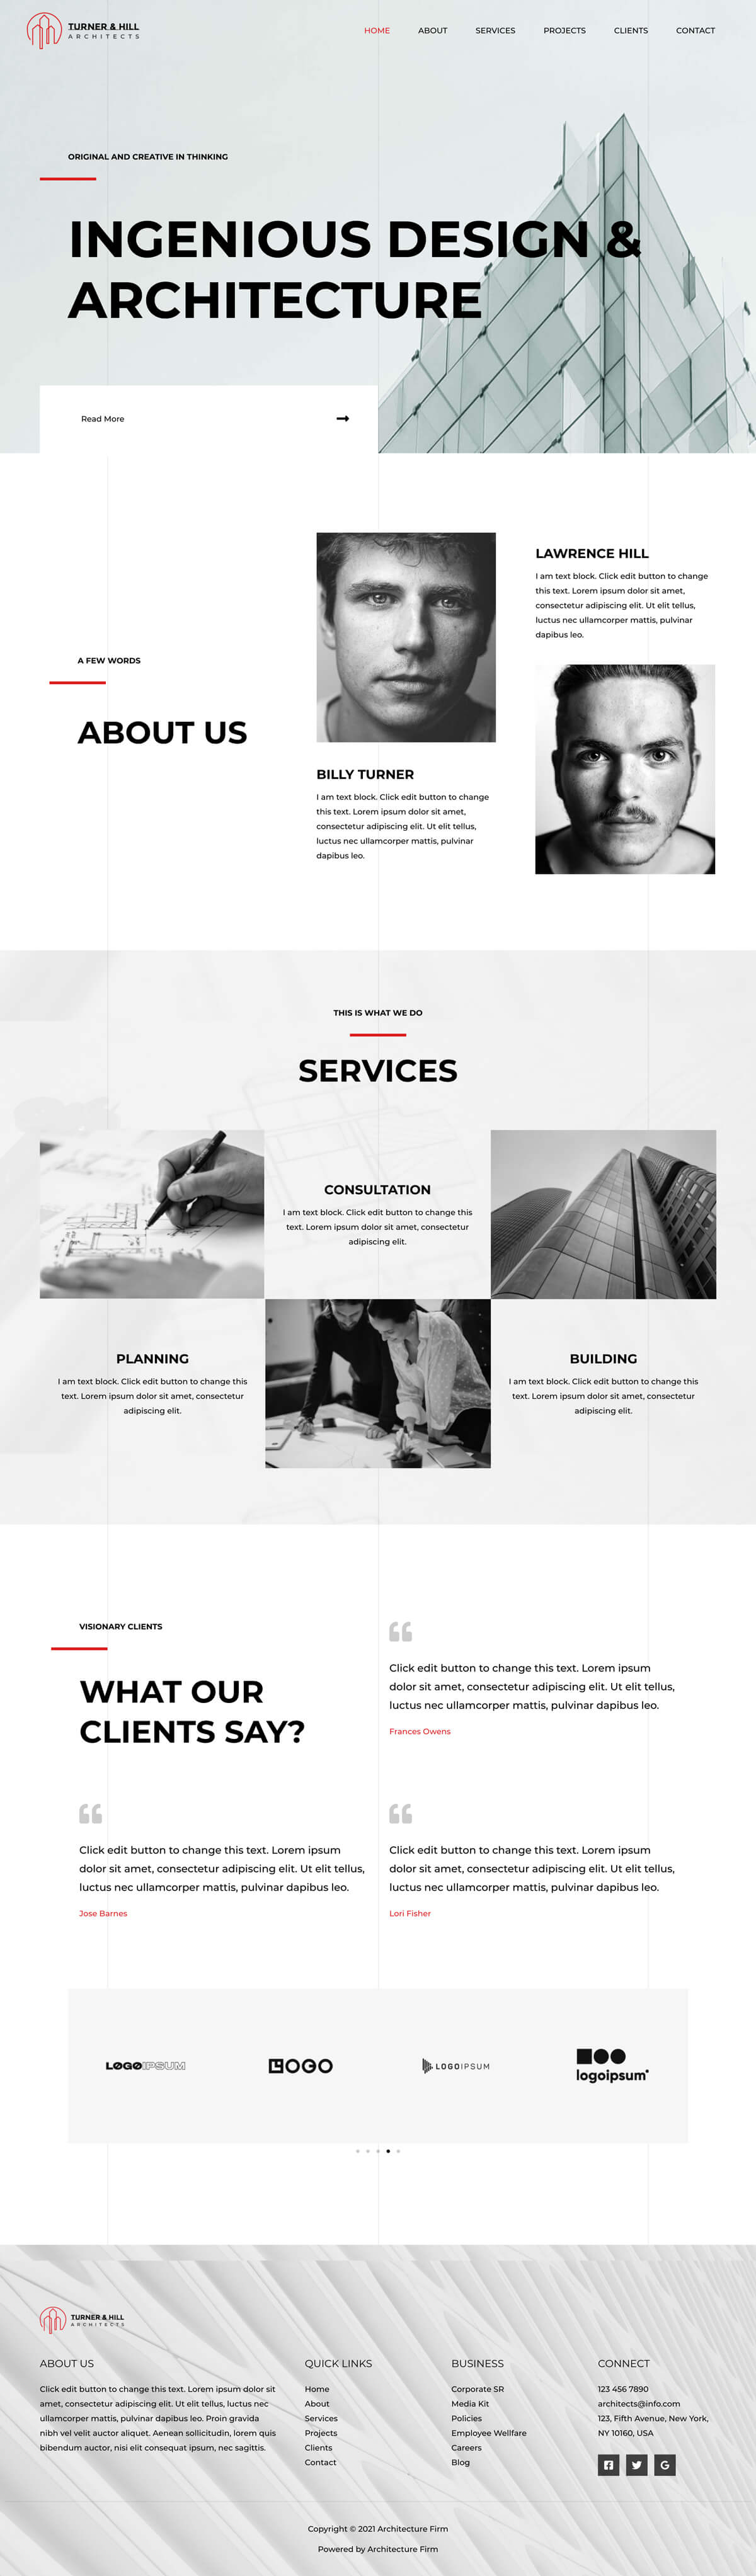 TURNER & HILL
ARCHITECTS
HOME ABOUT SERVICES PROJECTS CLIENTS CONTACT
ORIGINAL AND CREATIVE IN THINKING
INGENIOUS DESIGN &
ARCHITECTURE
Read More
A FEW WORDS
ABOUT US
BILLY TURNER
I am text block. Click edit button to change
this text. Lorem ipsum dolor sit amet,
consectetur adipiscing elit. Ut elit tellus,
luctus nec ullamcorper mattis, pulvinar
dapibus leo.
LAWRENCE HILL
I am text block. Click edit button to change
this text. Lorem ipsum dolor sit amet,
consectetur adipiscing elit. Ut elit tellus,
luctus nec ullamcorper mattis, pulvinar
dapibus leo.
THIS IS WHAT WE DO
SERVICES
CONSULTATION
I am text block. Click edit button to change this
text. Lorem ipsum dolor sit amet, consectetur
adipiscing elit.
PLANNING
I am text block. Click edit button to change this
text. Lorem ipsum dolor sit amet, consectetur
adipiscing elit.
BUILDING
I am text block. Click edit button to change this
text. Lorem ipsum dolor sit amet, consectetur
adipiscing elit.
VISIONARY CLIENTS
WHAT OUR
CLIENTS SAY?
Click edit button to change this text. Lorem ipsum
dolor sit amet, consectetur adipiscing elit. Ut elit tellus,
luctus nec ullamcorper mattis, pulvinar dapibus leo.
Frances Owens
Click edit button to change this text. Lorem ipsum
dolor sit amet, consectetur adipiscing elit. Ut elit tellus,
luctus nec ullamcorper mattis, pulvinar dapibus leo.
Jose Barnes
Click edit button to change this text. Lorem ipsum
dolor sit amet, consectetur adipiscing elit. Ut elit tellus,
luctus nec ullamcorper mattis, pulvinar dapibus leo.
Lori Fisher
LOGOIPSUM
LOGO
LOGOIPSUM
logoipsum
TURNER & HILL
ARCHITECTS
ABOUT US
Click edit button to change this text. Lorem ipsum dolor sit
amet, consectetur adipiscing elit. Ut elit tellus, luctus nec
ullamcorper mattis, pulvinar dapibus leo. Proin gravida
nibh vel velit auctor aliquet. Aenean sollicitudin, lorem quis
bibendum auctor, nisi elit consequat ipsum, nec sagittis.
QUICK LINKS
Home
About
Services
Projects
Clients
Contact
BUSINESS
Corporate SR
Media Kit
Policies
Employee Wellfare
Careers
Blog
CONNECT
123 456 7890
architects@info.com
123, Fifth Avenue, New York,
NY 10160, USA
Copyright © 2021 Architecture Firm
Powered by Architecture Firm